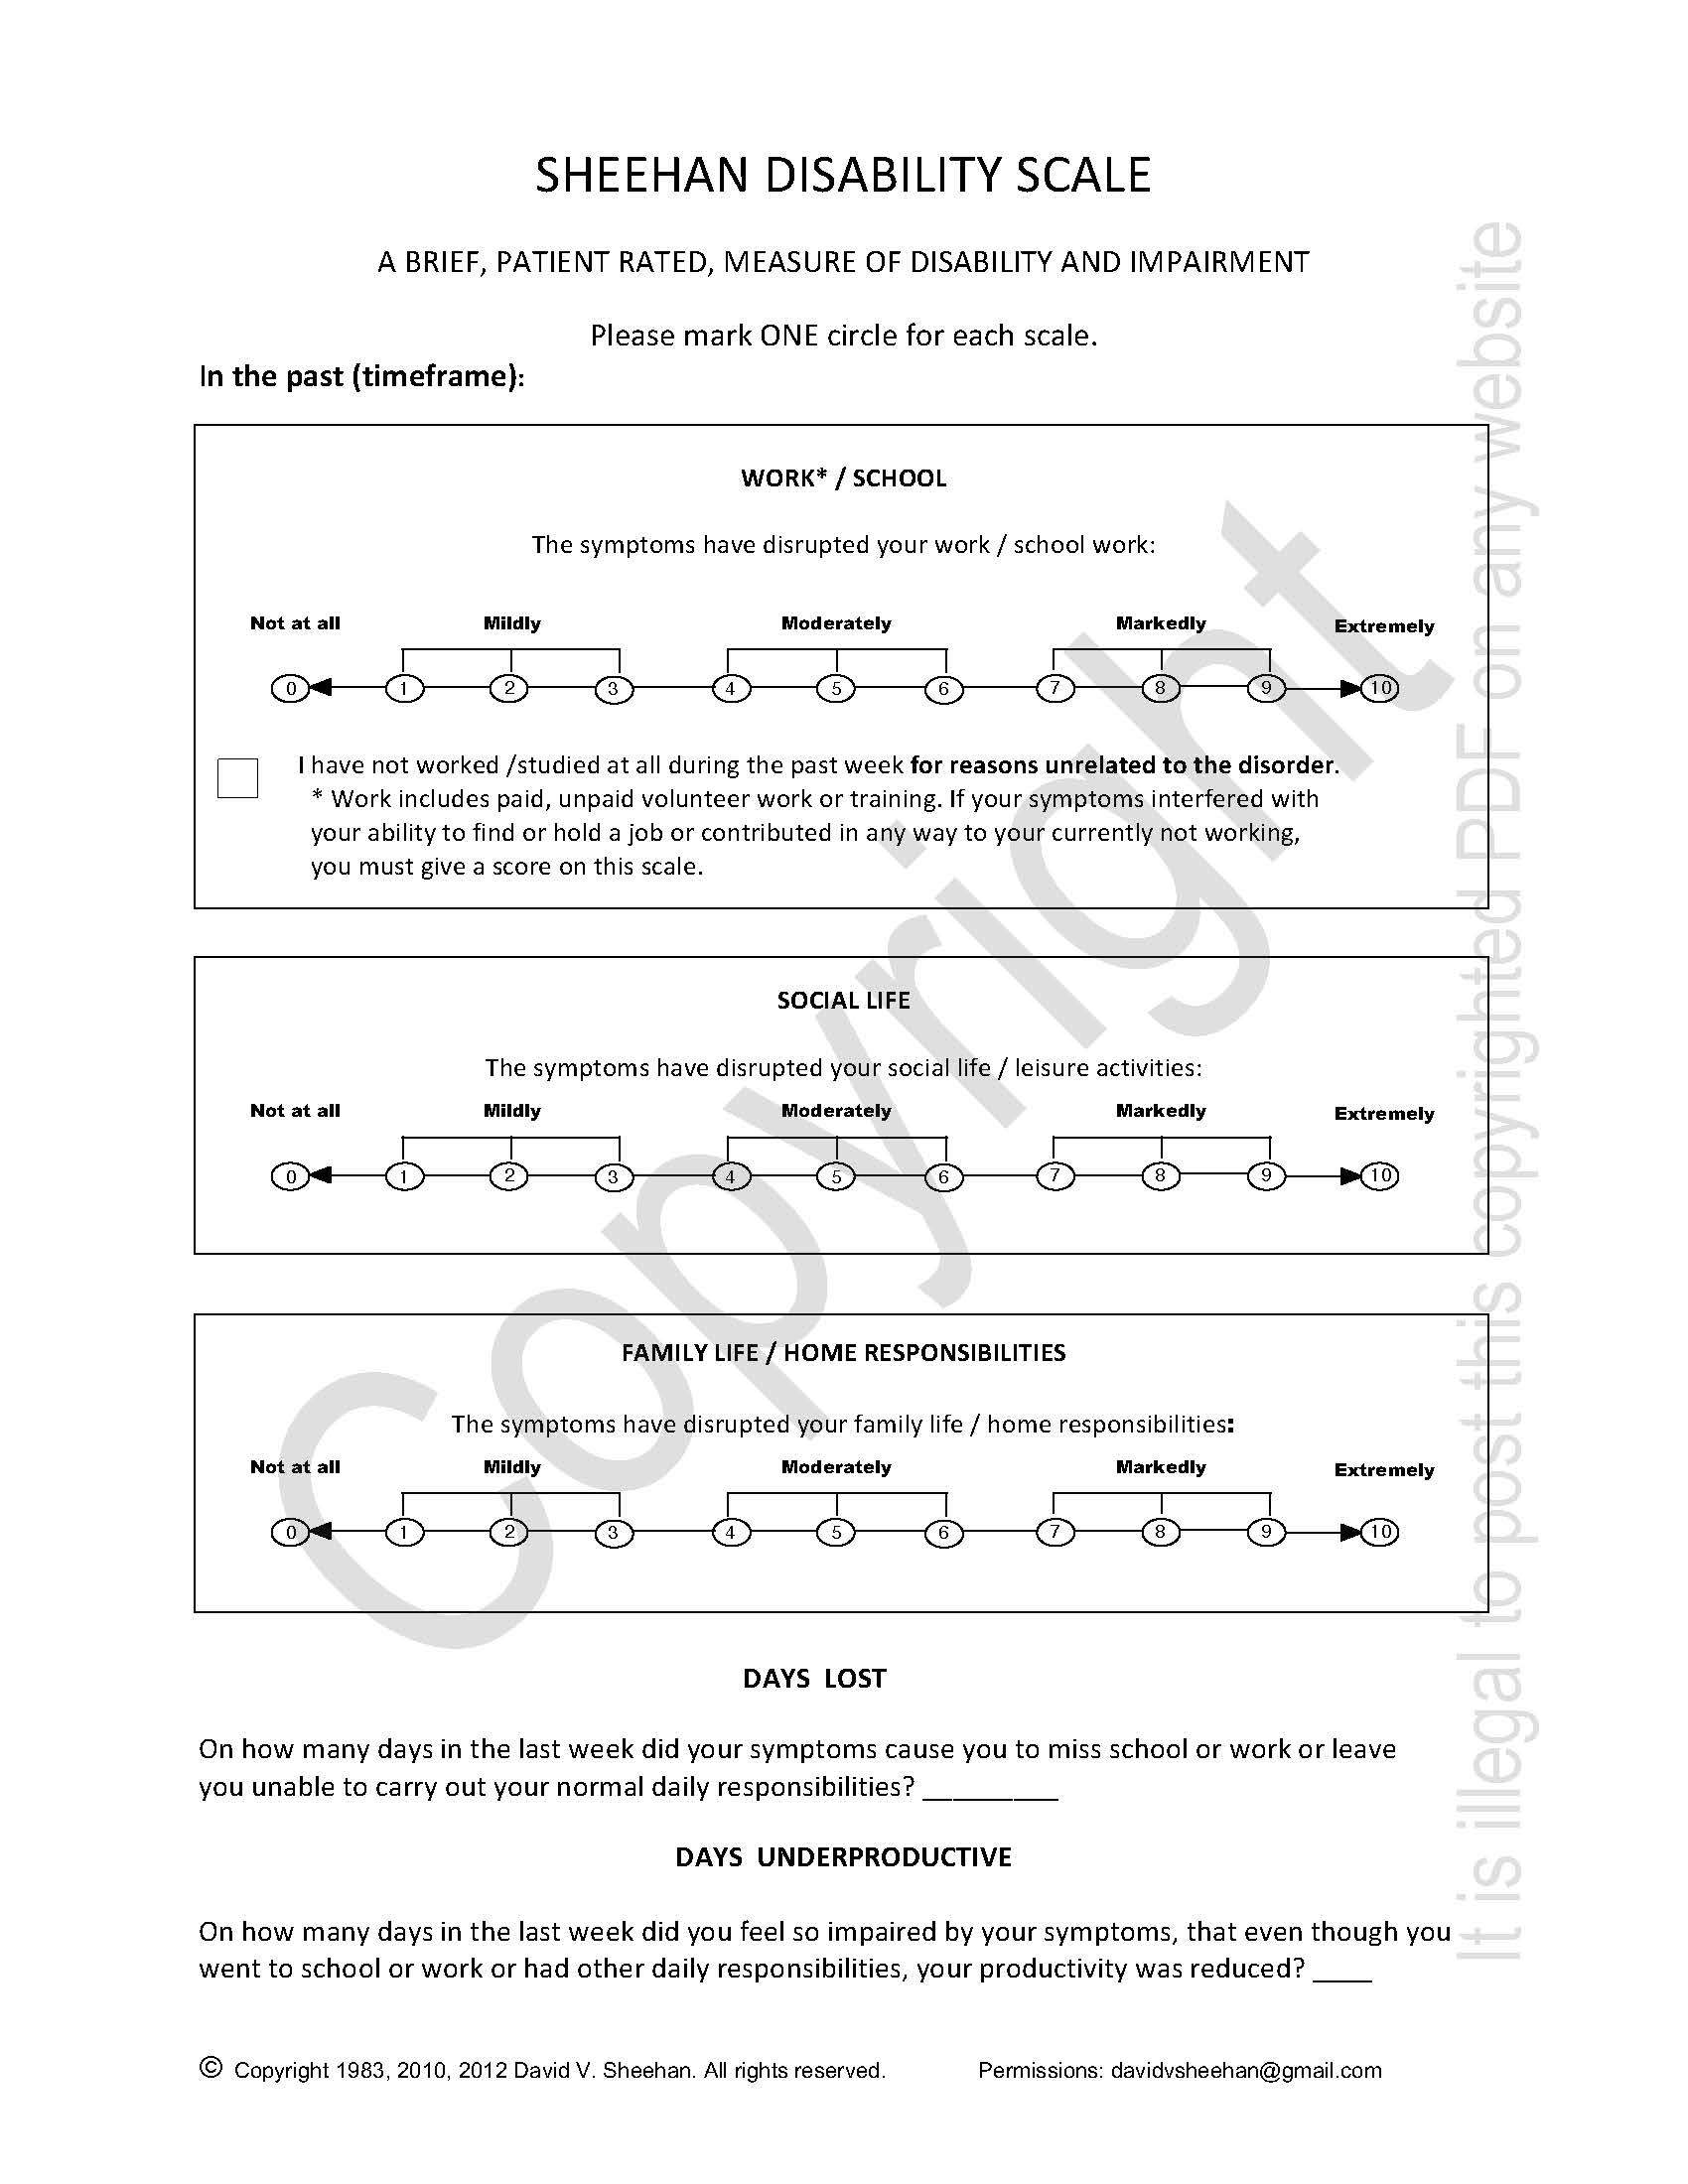 SHEEHAN DISABILITY SCALE
A BRIEF, PATIENT RATED, MEASURE OF DISABILITY AND IMPAIRMENT
Please mark ONE circle for each scale.
In the past (timeframe):
WORK* / SCHOOL
The symptoms have disrupted your work / school work:
Not at all Mildly Moderately Markedly Extremely
0 1 2 3 4 5 6 7 8 9 10
I have not worked /studied at all during the past week for reasons unrelated to the disorder.
* Work includes paid, unpaid volunteer work or training. If your symptoms interfered with
your ability to find or hold a job or contributed in any way to your currently not working,
you must give a score on this scale.
SOCIAL LIFE
The symptoms have disrupted your social life / leisure activities:
Not at all Mildly Moderately Markedly Extremely
0 1 2 3 4 5 6 7 8 9 10
FAMILY LIFE / HOME RESPONSIBILITIES
The symptoms have disrupted your family life / home responsibilities:
Not at all Mildly Moderately Markedly Extremely
0 1 2 3 4 5 6 7 8 9 10
DAYS LOST
On how many days in the last week did your symptoms cause you to miss school or work or leave
you unable to carry out your normal daily responsibilities? _________
DAYS UNDERPRODUCTIVE
On how many days in the last week did you feel so impaired by your symptoms, that even though you
went to school or work or had other daily responsibilities, your productivity was reduced? ____
© Copyright 1983, 2010, 2012 David V. Sheehan. All rights reserved. Permissions: davidvsheehan@gmail.com
Copyright
It is illegal to post this copyrighted PDF on any website